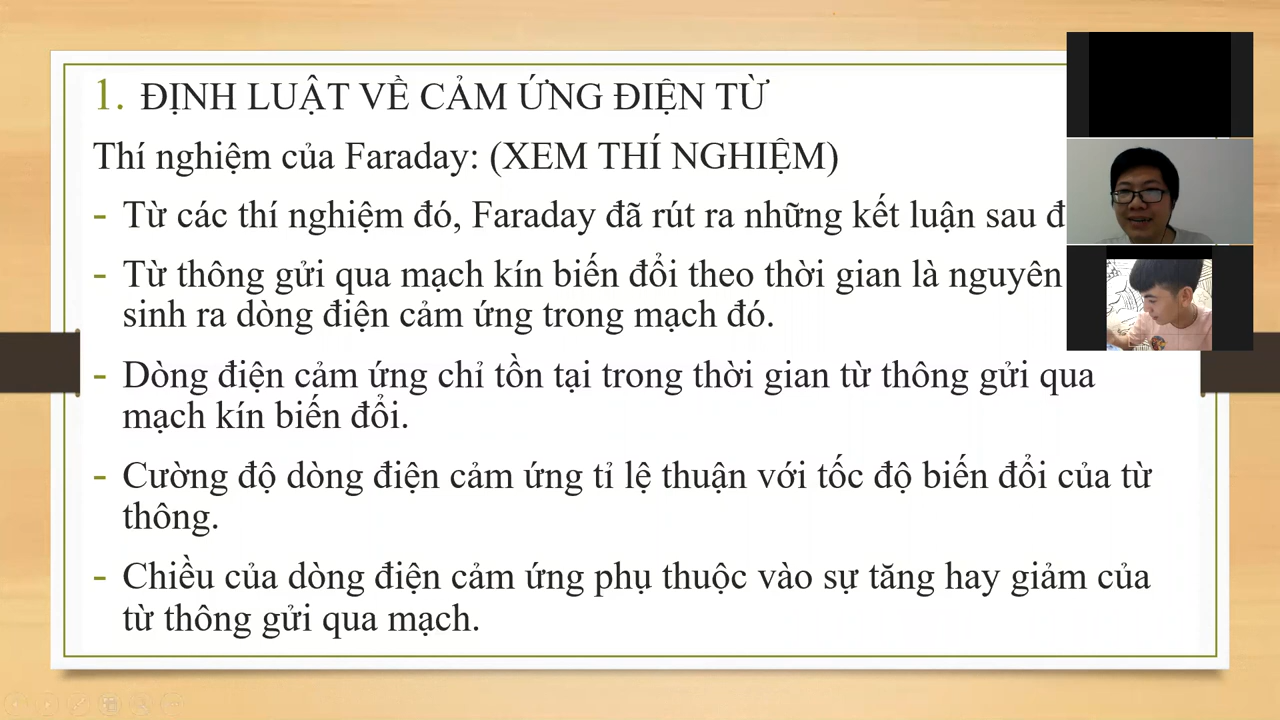 1. ĐỊNH LUẬT VỀ CẢM ỨNG ĐIỆN TỪ
Thí nghiệm của Faraday: (XEM THÍ NGHIỆM)
- Từ các thí nghiệm đó, Faraday đã rút ra những kết luận sau
- Từ thông gửi qua mạch kín biến đổi theo thời gian là nguyên
sinh ra dòng điện cảm ứng trong mạch đó.
- Dòng điện cảm ứng chỉ tồn tại trong thời gian từ thông gửi qua
mạch kín biến đổi.
- Cường độ dòng điện cảm ứng tỉ lệ thuận với tốc độ biến đổi của từ
thông.
- Chiều của dòng điện cảm ứng phụ thuộc vào sự tăng hay giảm của
từ thông gửi qua mạch.